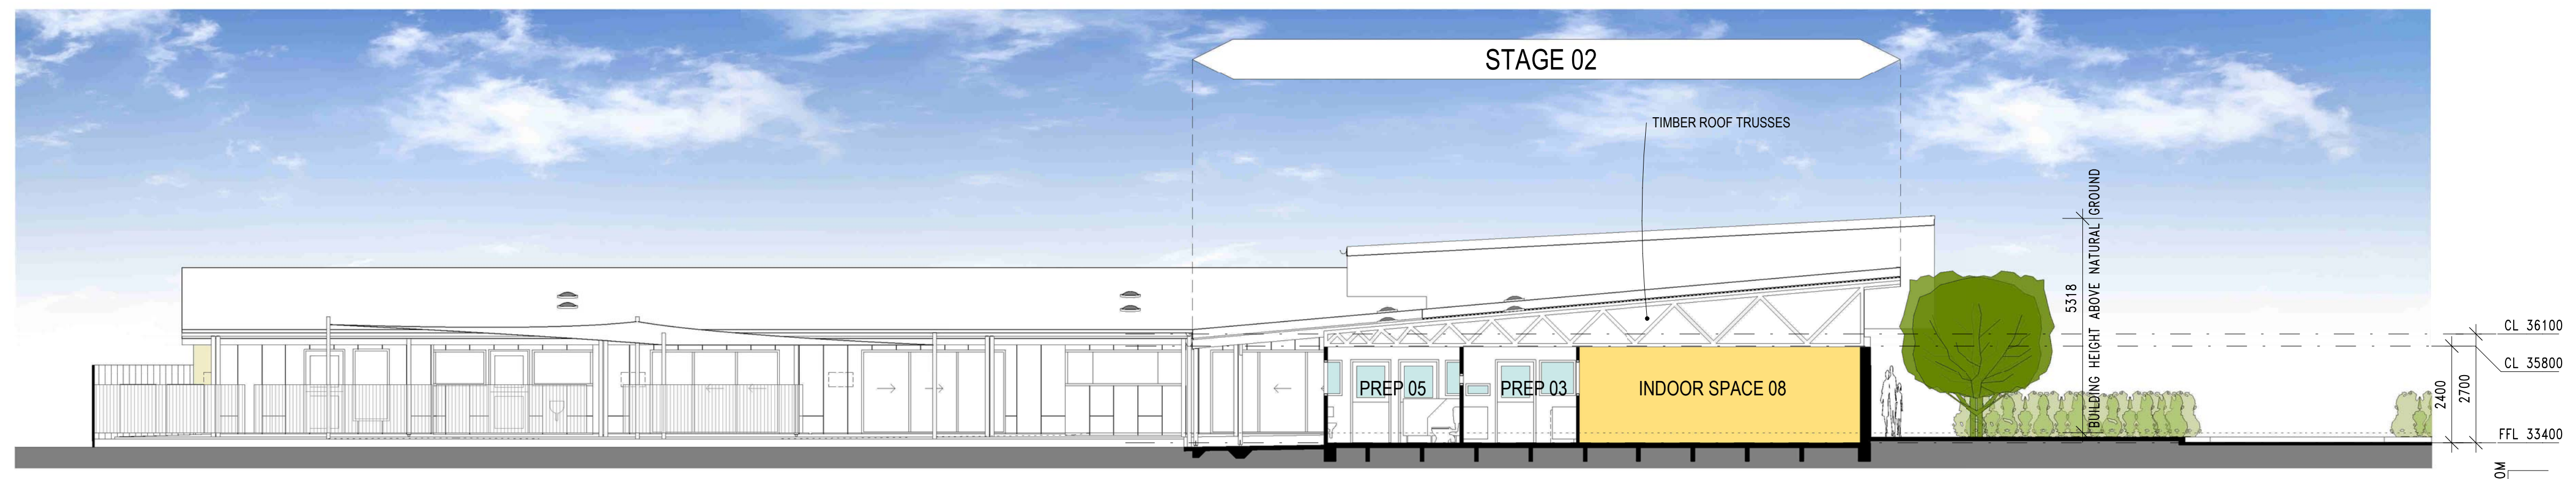 STAGE 02
TIMBER ROOF TRUSSES
5318
BUILDING HEIGHT ABOVE NATURAL GROUND
CL 36100
CL 35800
2400
2700
PREP 05
PREP 03
INDOOR SPACE 08
FFL 33400
OM